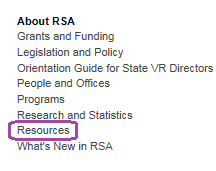 About RSA
Grants and Funding
Legislation and Policy
Orientation Guide for State VR Directors
People and Offices
Programs
Research and Statistics
Resources
What's New in RSA